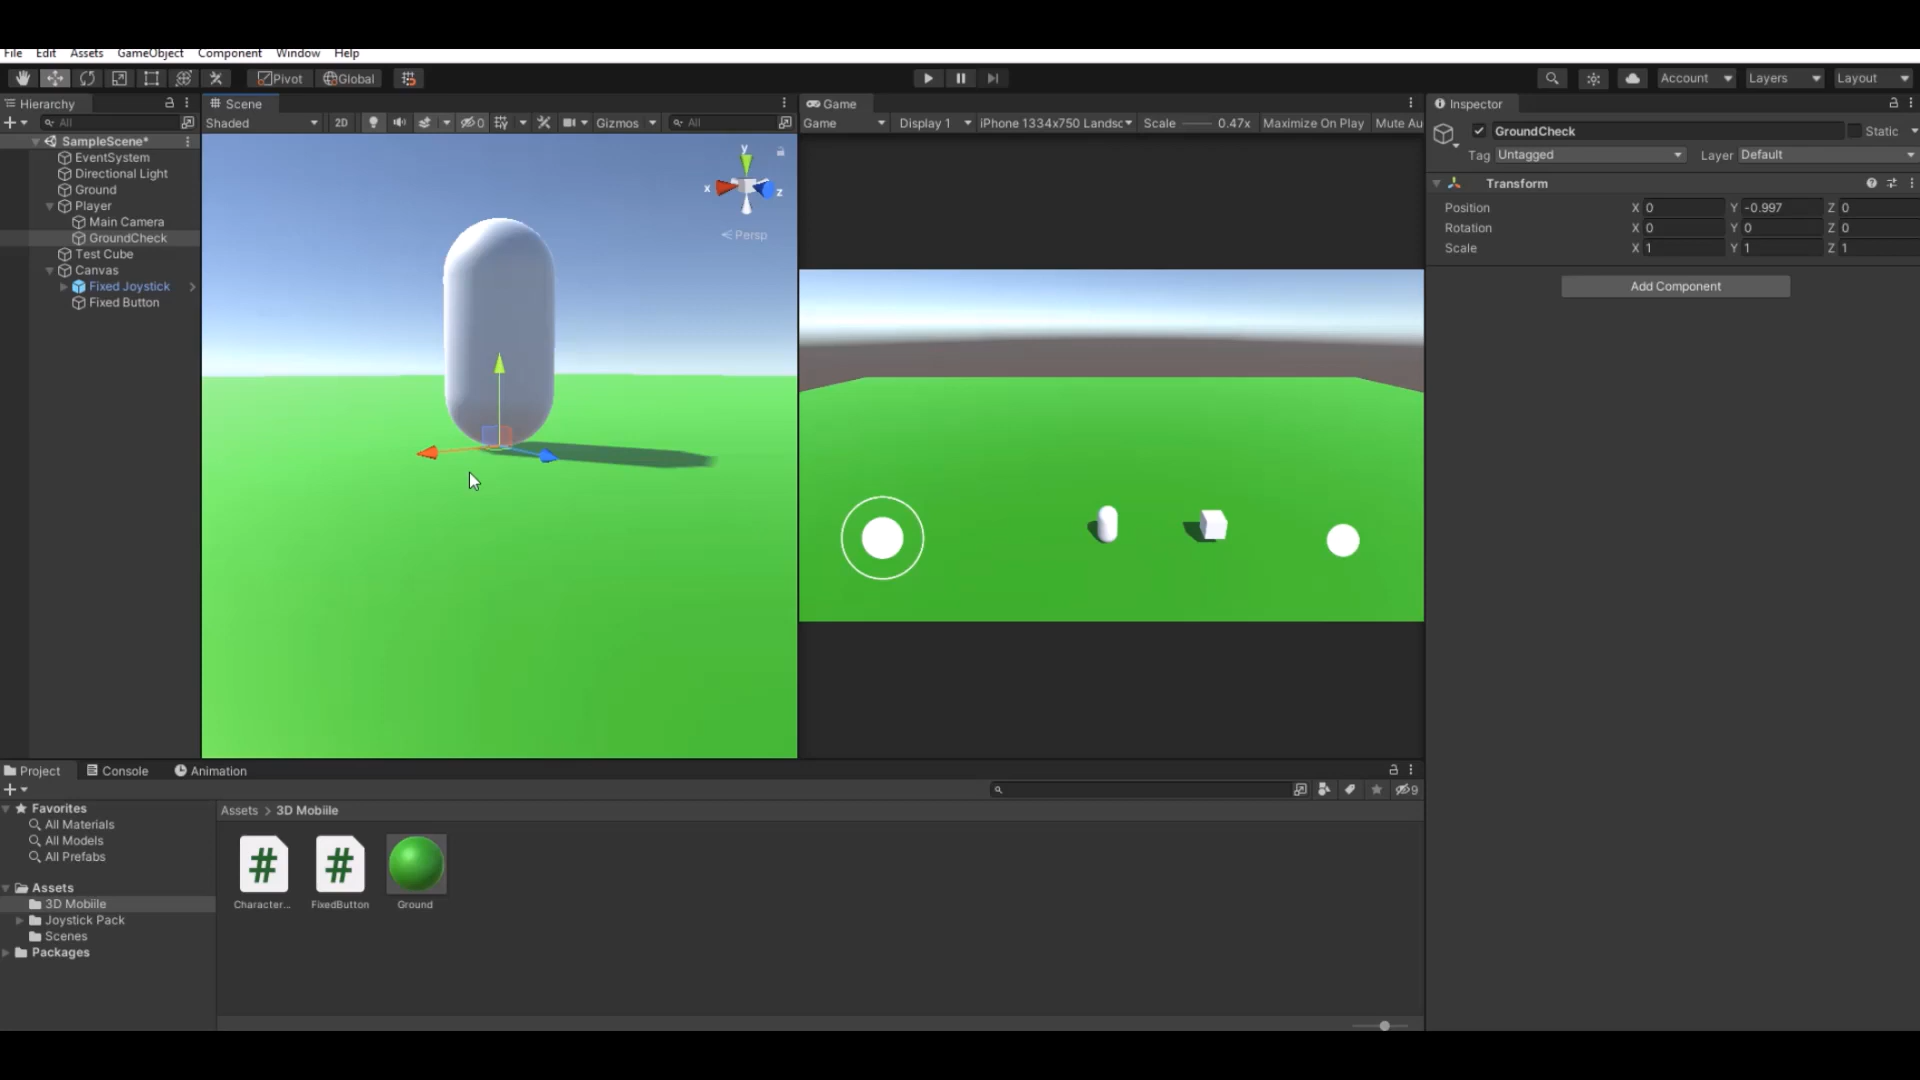 File Edit Assets GameObject Component Window Help
Pivot Global Account Layers Layout
Hierarchy
All
SampleScene*
EventSystem
Directional Light
Ground
Player
Main Camera
GroundCheck
Test Cube
Canvas
Fixed Joystick
Fixed Button
Scene
Shaded 2D 0 Gizmos All
y
x z
Persp
Game
Game Display 1 iPhone 1334x750 Landsc Scale 0.47x Maximize On Play Mute Au
Inspector
GroundCheck Static
Tag Untagged Layer Default
Transform
Position X 0 Y -0.997 Z 0
Rotation X 0 Y 0 Z 0
Scale X 1 Y 1 Z 1
Add Component
Project Console Animation
9
Favorites
All Materials
All Models
All Prefabs
Assets
3D Mobiile
Joystick Pack
Scenes
Packages
Assets > 3D Mobiile
Character... FixedButton Ground